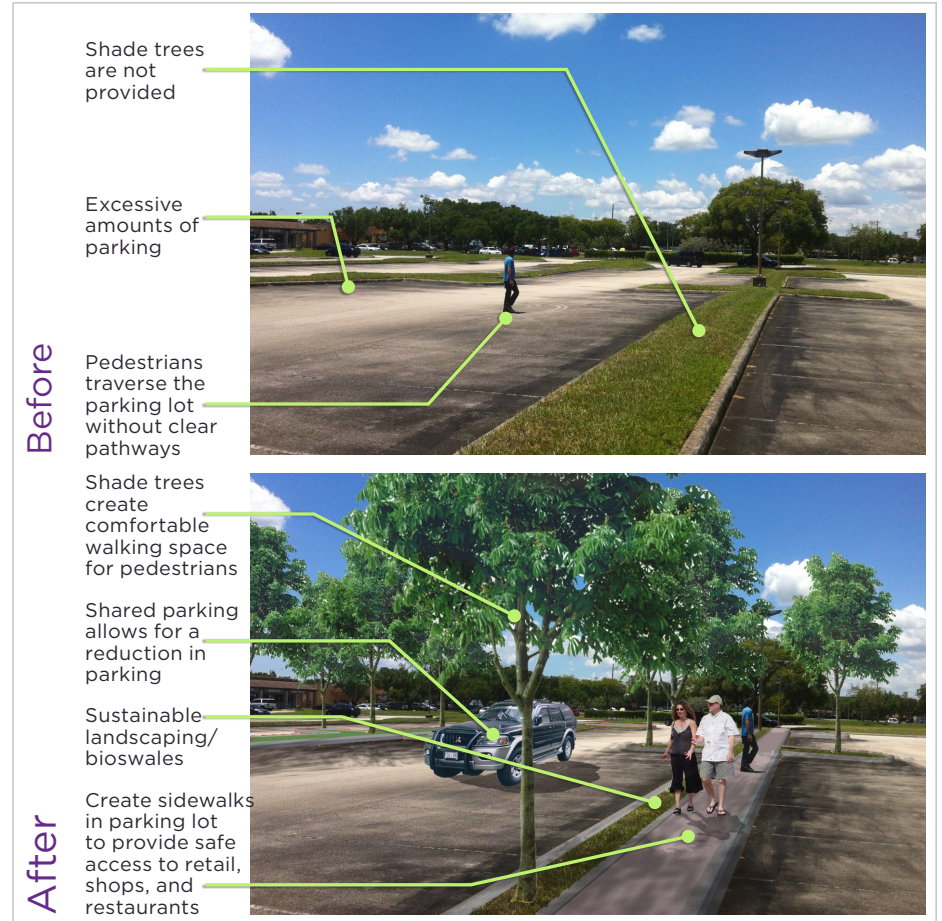 Before
Shade trees
are not
provided
Excessive
amounts of
parking
Pedestrians
traverse the
parking lot
without clear
pathways
After
Shade trees
create
comfortable
walking space
for pedestrians
Shared parking
allows for a
reduction in
parking
Sustainable
landscaping/
bioswales
Create sidewalks
in parking lot
to provide safe
access to retail,
shops, and
restaurants